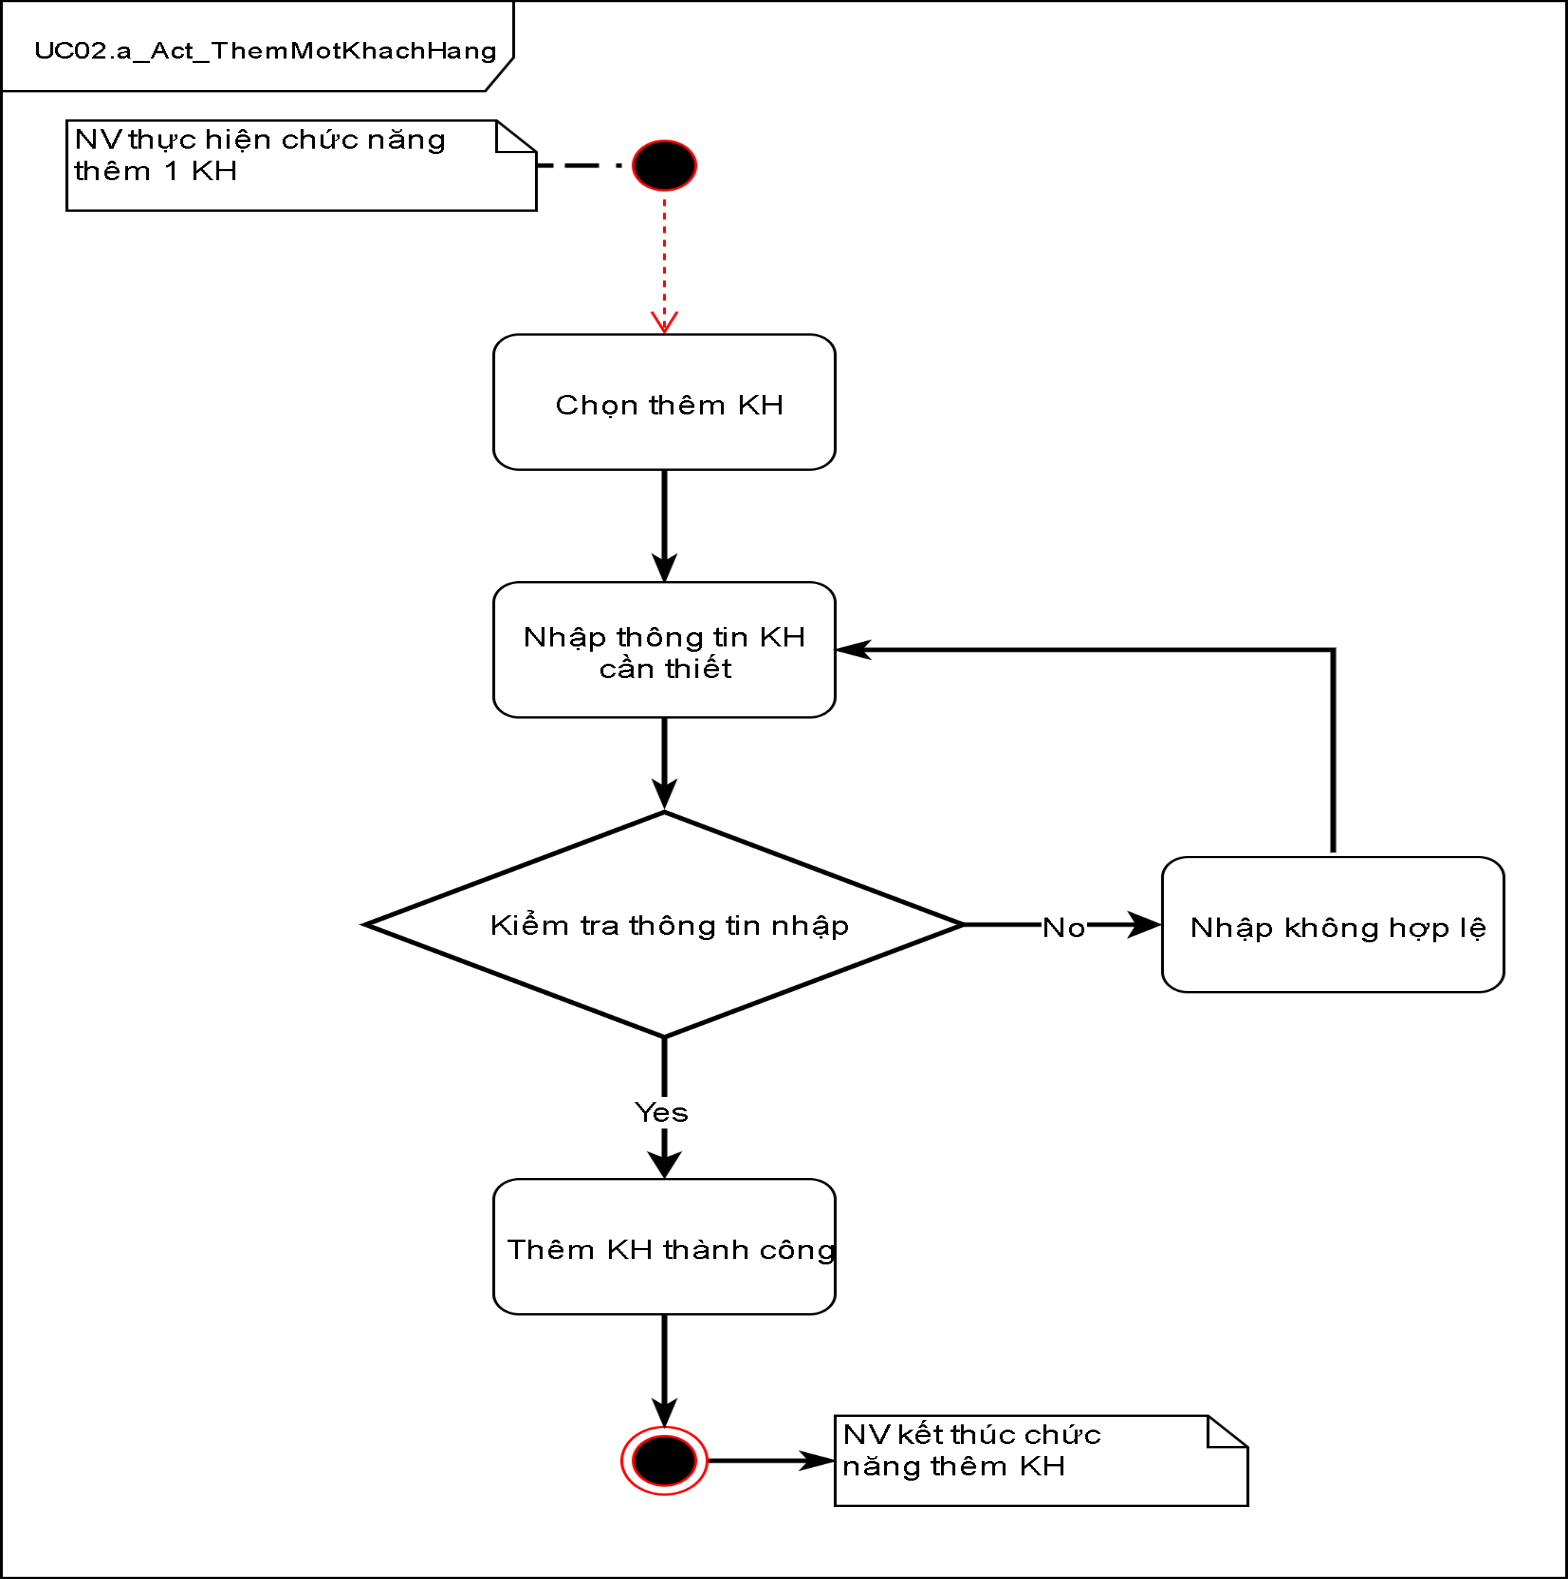 UC02.a_Act_ThemMotKhachHang
NV thực hiện chức năng
thêm 1 KH
Chọn thêm KH
Nhập thông tin KH
cần thiết
Kiểm tra thông tin nhập
No
Nhập không hợp lệ
Yes
Thêm KH thành công
NV kết thúc chức
năng thêm KH